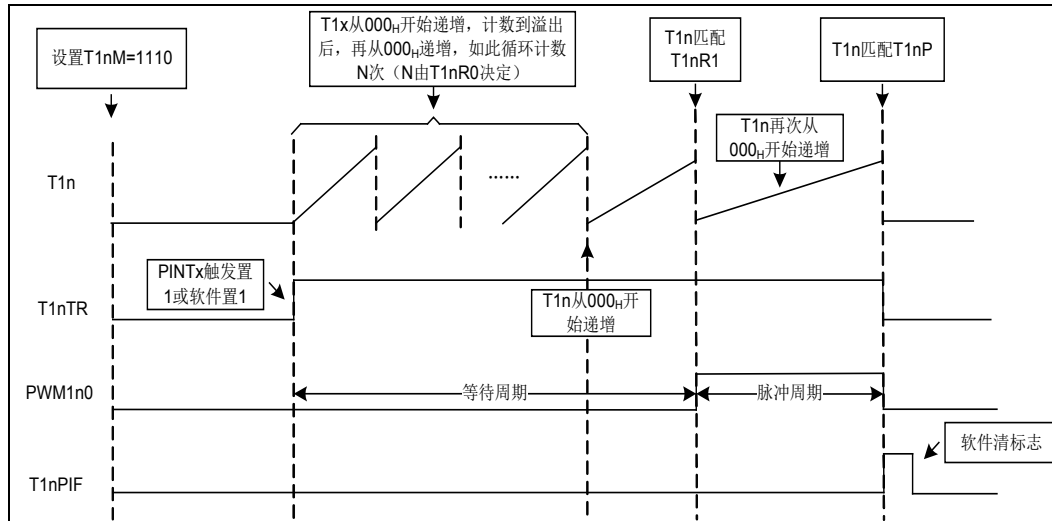 设置T1nM=1110
T1x从000H开始递增，计数到溢出
后，再从000H递增，如此循环计数
N次（N由T1nR0决定）
T1n匹配
T1nR1
T1n匹配T1nP
T1n再次从
000H开始递增
T1n
......
PINTx触发置
1或软件置1
T1nTR
T1n从000H开
始递增
PWM1n0
等待周期
脉冲周期
软件清标志
T1nPIF